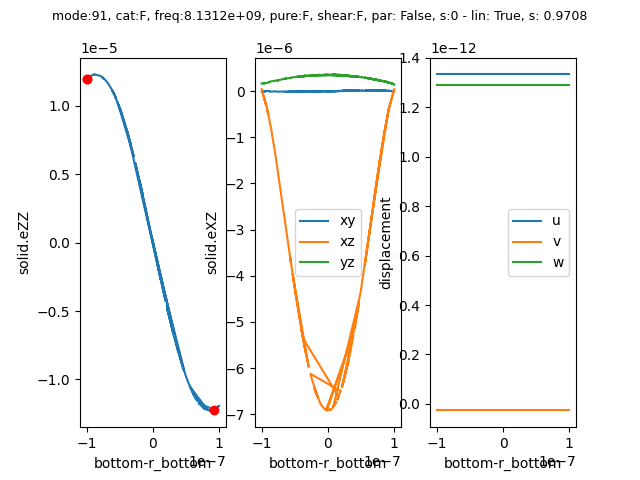 mode:91, cat:F, freq:8.1312e+09, pure:F, shear:F, par: False, s:0 - lin: True, s: 0.9708
1e−5
1.0
0.5
0.0
−0.5
−1.0
solid.eZZ
−1
0
1
1e−7
bottom-r_bottom
1e−6
0
−1
−2
−3
−4
−5
−6
−7
solid.eXZ
xy
xz
yz
−1
0
1
1e−7
bottom-r_bottom
1e−12
1.4
1.2
1.0
0.8
0.6
0.4
0.2
0.0
displacement
u
v
w
−1
0
1
1e−7
bottom-r_bottom